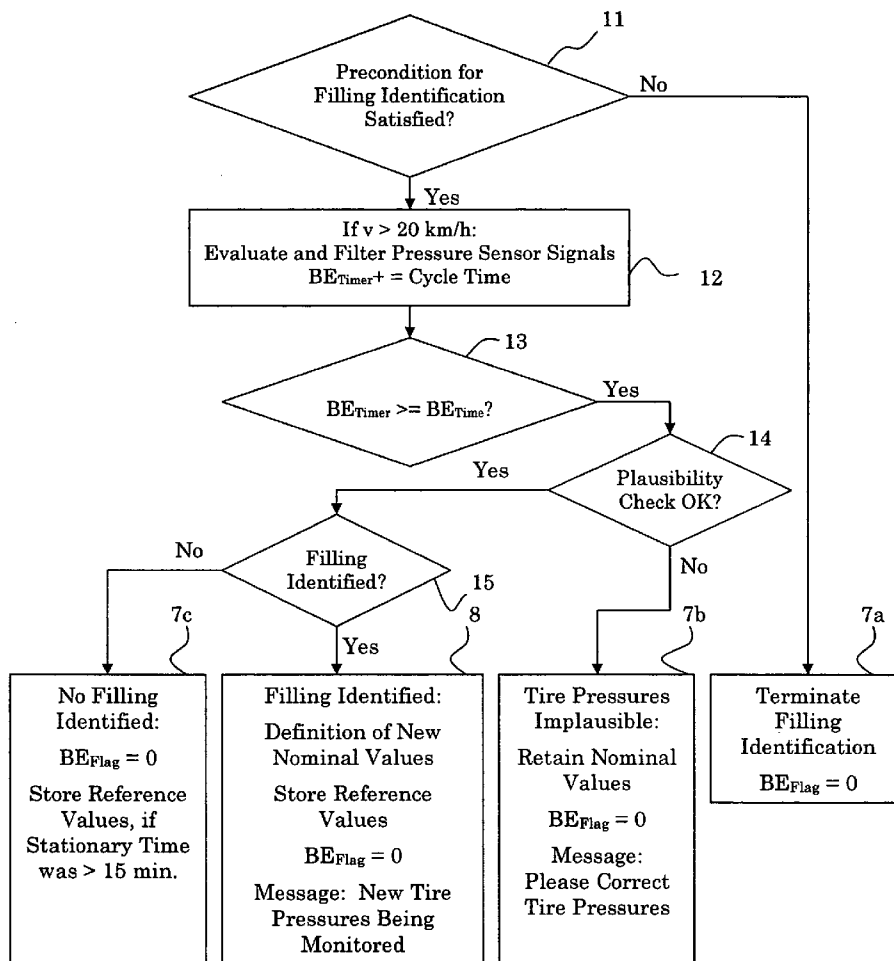 11
Precondition for
Filling Identification
Satisfied?
No
Yes
If v > 20 km/h:
Evaluate and Filter Pressure Sensor Signals
BETimer+ = Cycle Time
12
13
BETimer >= BETime?
Yes
14
Plausibility
Check OK?
Yes
No
Filling
Identified?
15
No
Yes
7c
No Filling
Identified:
BEFlag = 0
Store Reference
Values, if
Stationary Time
was > 15 min.
8
Filling Identified:
Definition of New
Nominal Values
Store Reference
Values
BEFlag = 0
Message: New Tire
Pressures Being
Monitored
7b
Tire Pressures
Implausible:
Retain Nominal
Values
BEFlag = 0
Message:
Please Correct
Tire Pressures
7a
Terminate
Filling
Identification
BEFlag = 0